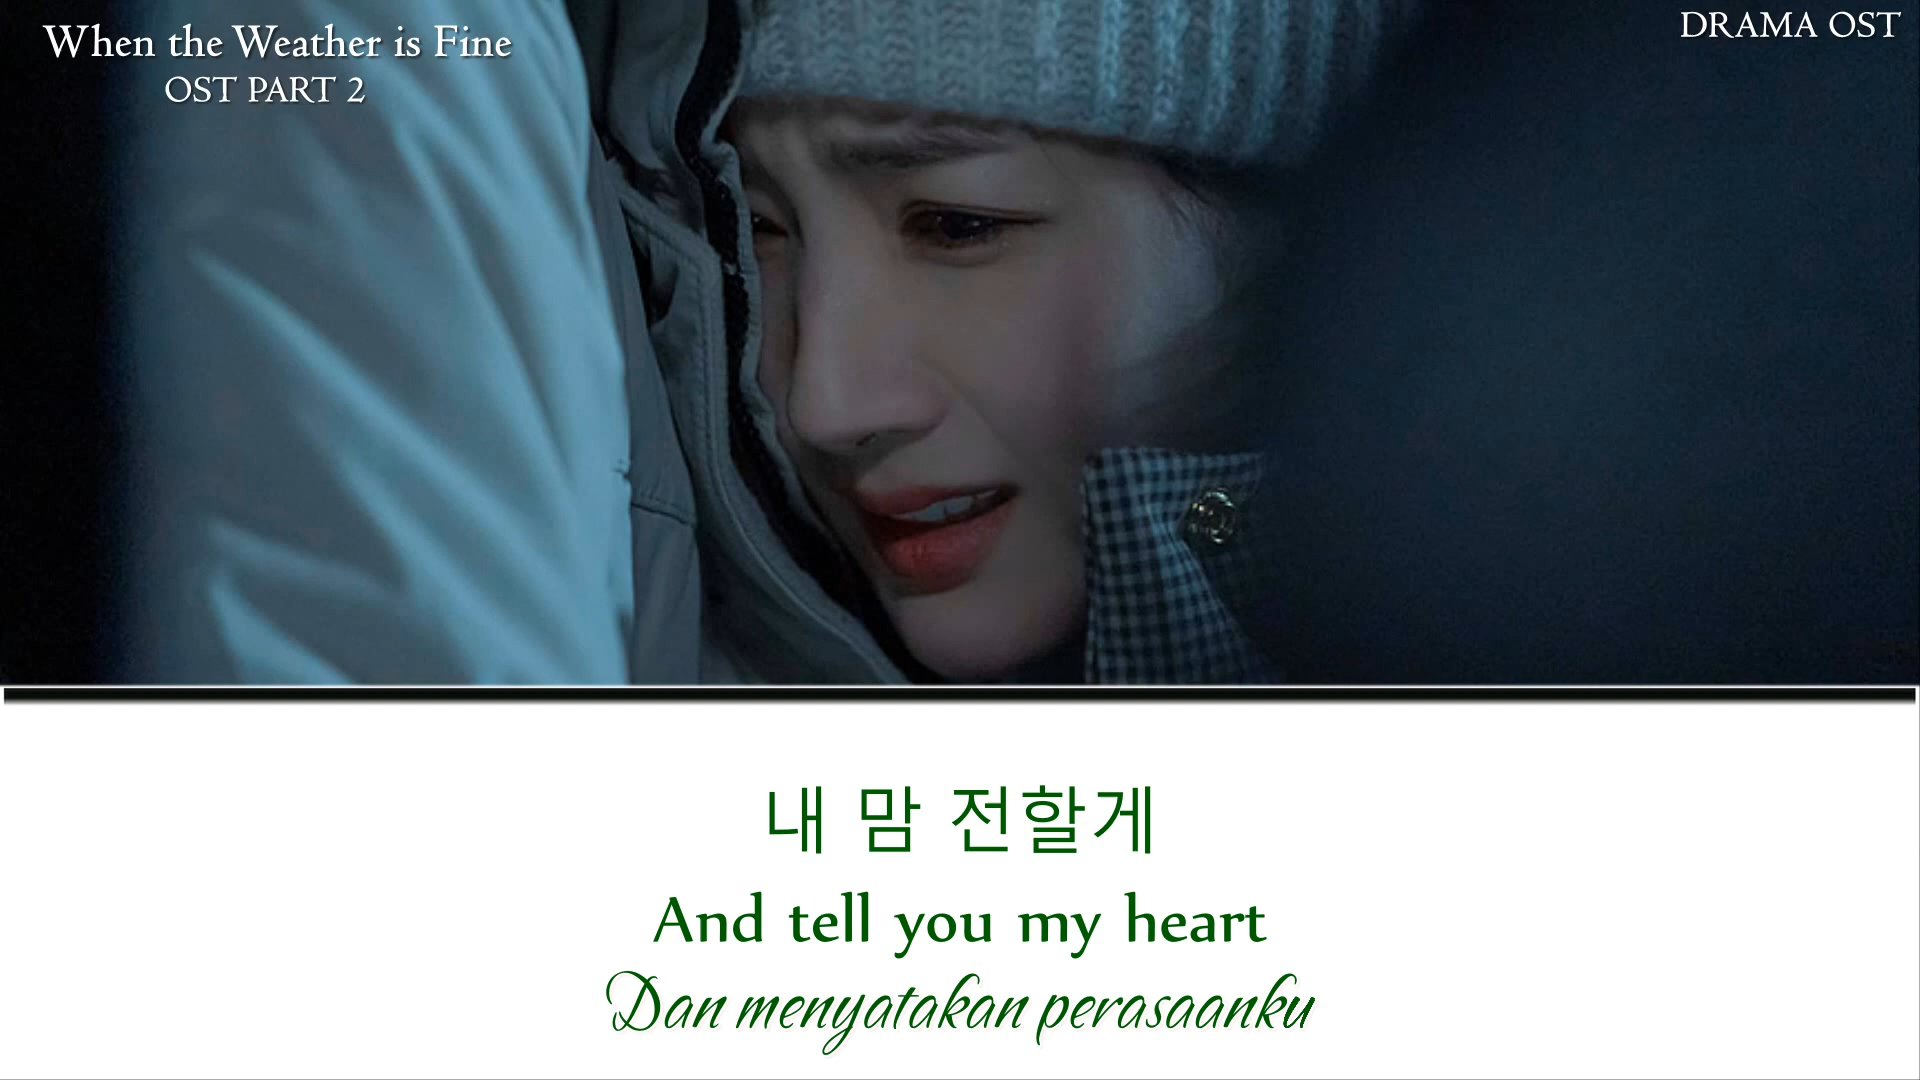 When the Weather is Fine
OST PART 2
DRAMA OST
내 맘 전할게
And tell you my heart
Dan menyatakan perasaanku